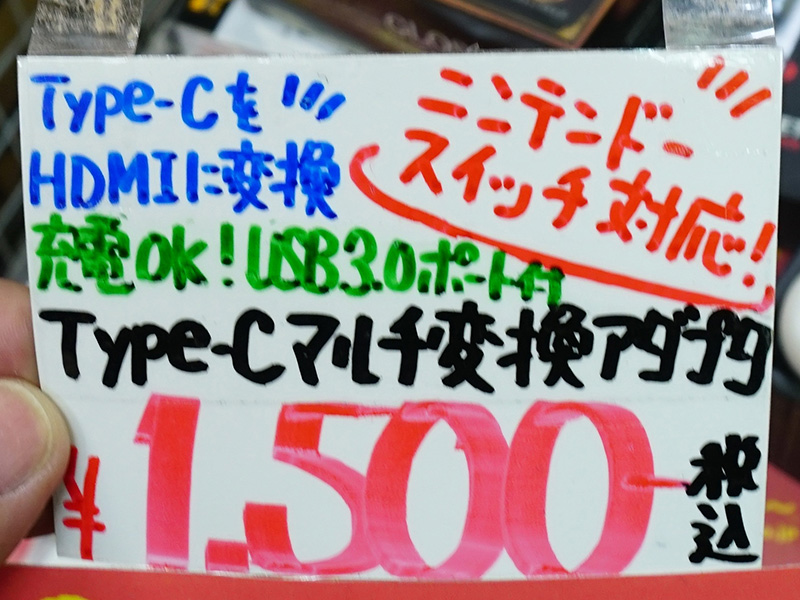 Type-Cを
HDMIに変換
ニンテンドー
スイッチ対応!
充電OK!USB3.0ポート付
Type-Cマルチ変換アダプタ
¥1,500
税込